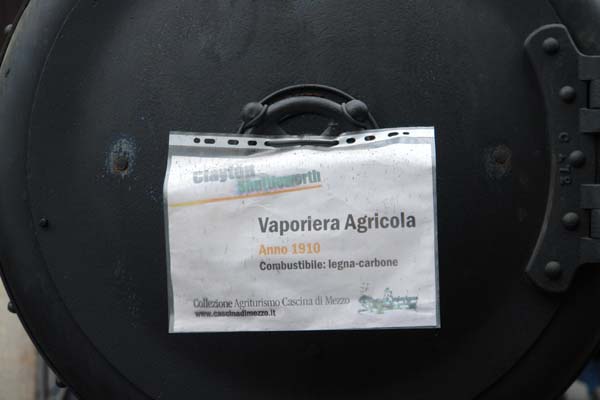 Clayton
Shuttleworth
Vaporiera Agricola
Anno 1910
Combustibile: legna-carbone
Collezione Agriturismo Cascina di Mezzo
www.cascinadimezzo.it